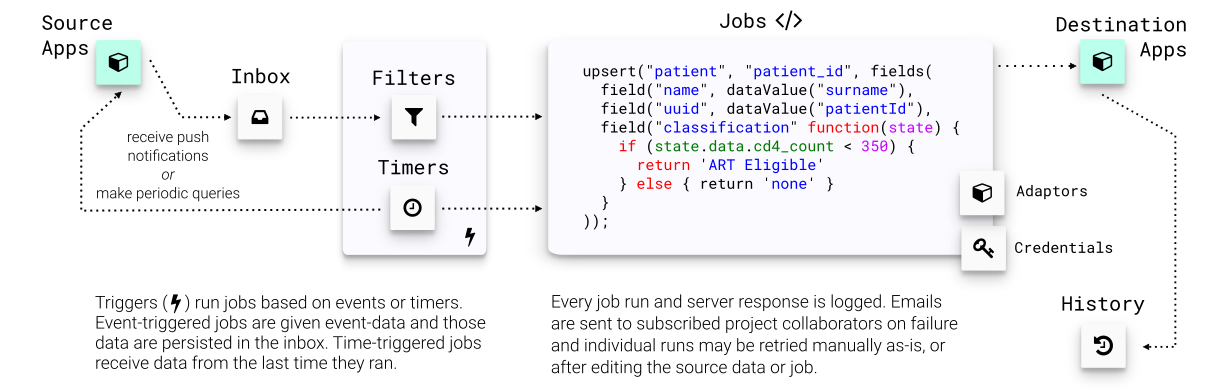 Source
Apps
Inbox
receive push
notifications
or
make periodic queries
Filters
Timers
Jobs </>
upsert("patient", "patient_id", fields(
  field("name", dataValue("surname"),
  field("uuid", dataValue("patientId"),
  field("classification" function(state) {
    if (state.data.cd4_count < 350) {
      return 'ART Eligible'
    } else { return 'none' }
  }
));
Adaptors
Credentials
Destination
Apps
History
Triggers ( ) run jobs based on events or timers.
Event-triggered jobs are given event-data and those
data are persisted in the inbox. Time-triggered jobs
receive data from the last time they ran.
Every job run and server response is logged. Emails
are sent to subscribed project collaborators on failure
and individual runs may be retried manually as-is, or
after editing the source data or job.